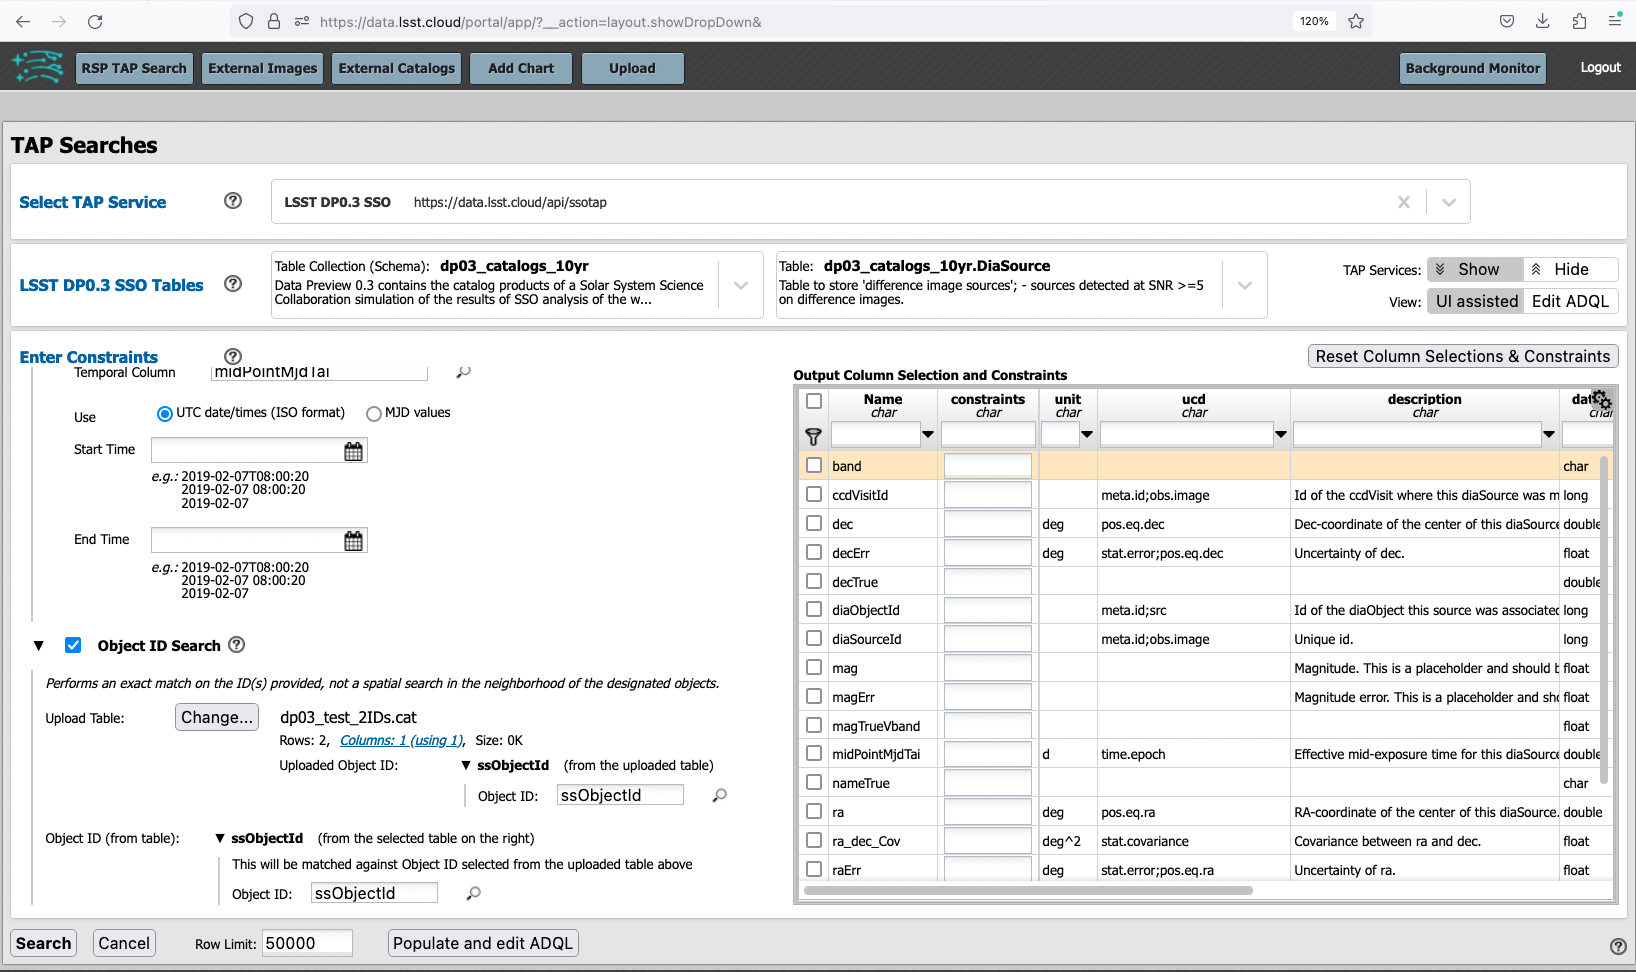 https://data.lsst.cloud/portal/app/?__action=layout.showDropDown&
120%
RSP TAP Search
External Images
External Catalogs
Add Chart
Upload
Background Monitor
Logout
TAP Searches
Select TAP Service
LSST DP0.3 SSO https://data.lsst.cloud/api/ssotap
LSST DP0.3 SSO Tables
Table Collection (Schema): dp03_catalogs_10yr
Data Preview 0.3 contains the catalog products of a Solar System Science
Collaboration simulation of the results of SSO analysis of the w...
Table: dp03_catalogs_10yr.DiaSource
Table to store 'difference image sources'; - sources detected at SNR >=5
on difference images.
TAP Services: Show Hide
View: UI assisted Edit ADQL
Enter Constraints
Reset Column Selections & Constraints
Temporal Column midPointMjdTai
Use UTC date/times (ISO format) MJD values
Start Time
e.g.: 2019-02-07T08:00:20
2019-02-07 08:00:20
2019-02-07
End Time
e.g.: 2019-02-07T08:00:20
2019-02-07 08:00:20
2019-02-07
Object ID Search
Performs an exact match on the ID(s) provided, not a spatial search in the neighborhood of the designated objects.
Upload Table: Change... dp03_test_2IDs.cat
Rows: 2, Columns: 1 (using 1), Size: 0K
Uploaded Object ID: ssObjectId (from the uploaded table)
Object ID: ssObjectId
Object ID (from table): ssObjectId (from the selected table on the right)
This will be matched against Object ID selected from the uploaded table above
Object ID: ssObjectId
Output Column Selection and Constraints
Name constraints unit ucd description dat
char char char char char char
band char
ccdVisitId meta.id;obs.image Id of the ccdVisit where this diaSource was m long
dec deg pos.eq.dec Dec-coordinate of the center of this diaSource double
decErr deg stat.error;pos.eq.dec Uncertainty of dec. float
decTrue double
diaObjectId meta.id;src Id of the diaObject this source was associated long
diaSourceId meta.id;obs.image Unique id. long
mag Magnitude. This is a placeholder and should b float
magErr Magnitude error. This is a placeholder and sho float
magTrueVband float
midPointMjdTai d time.epoch Effective mid-exposure time for this diaSource double
nameTrue char
ra deg pos.eq.ra RA-coordinate of the center of this diaSource. double
ra_dec_Cov deg^2 stat.covariance Covariance between ra and dec. float
raErr deg stat.error;pos.eq.ra Uncertainty of ra. float
Search Cancel Row Limit: 50000 Populate and edit ADQL